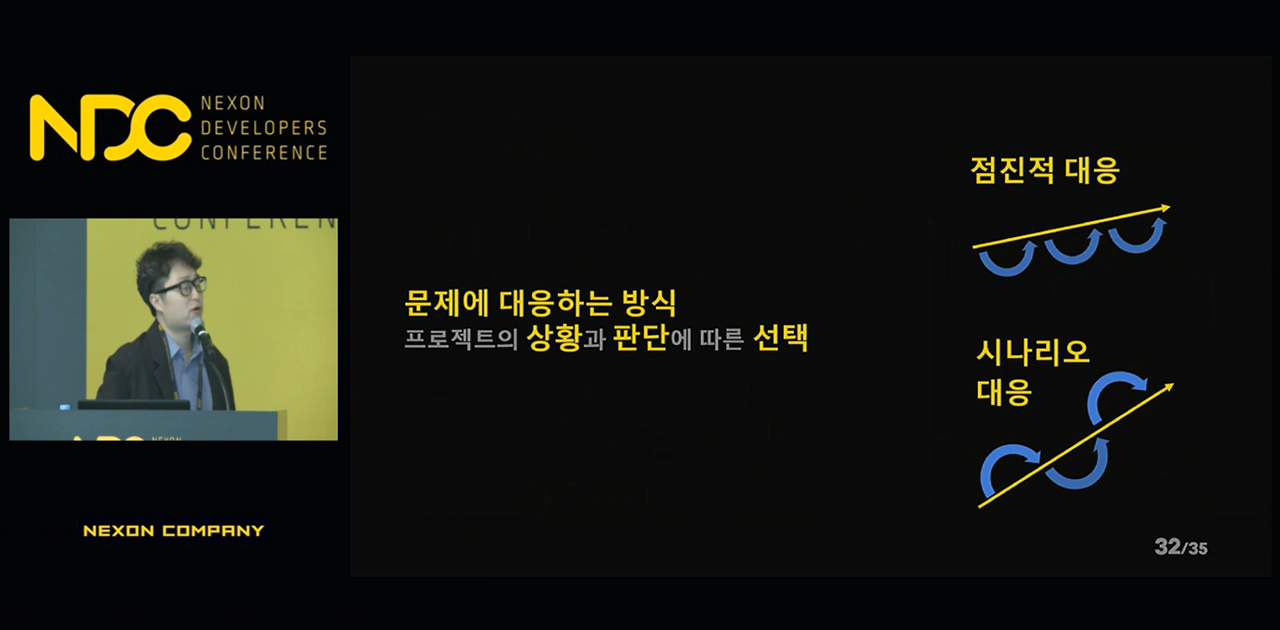 NDC
NEXON
DEVELOPERS
CONFERENCE
CONFEREN
NDC
NEXON COMPANY
문제에 대응하는 방식
프로젝트의 상황과 판단에 따른 선택
점진적 대응
시나리오
대응
32/35